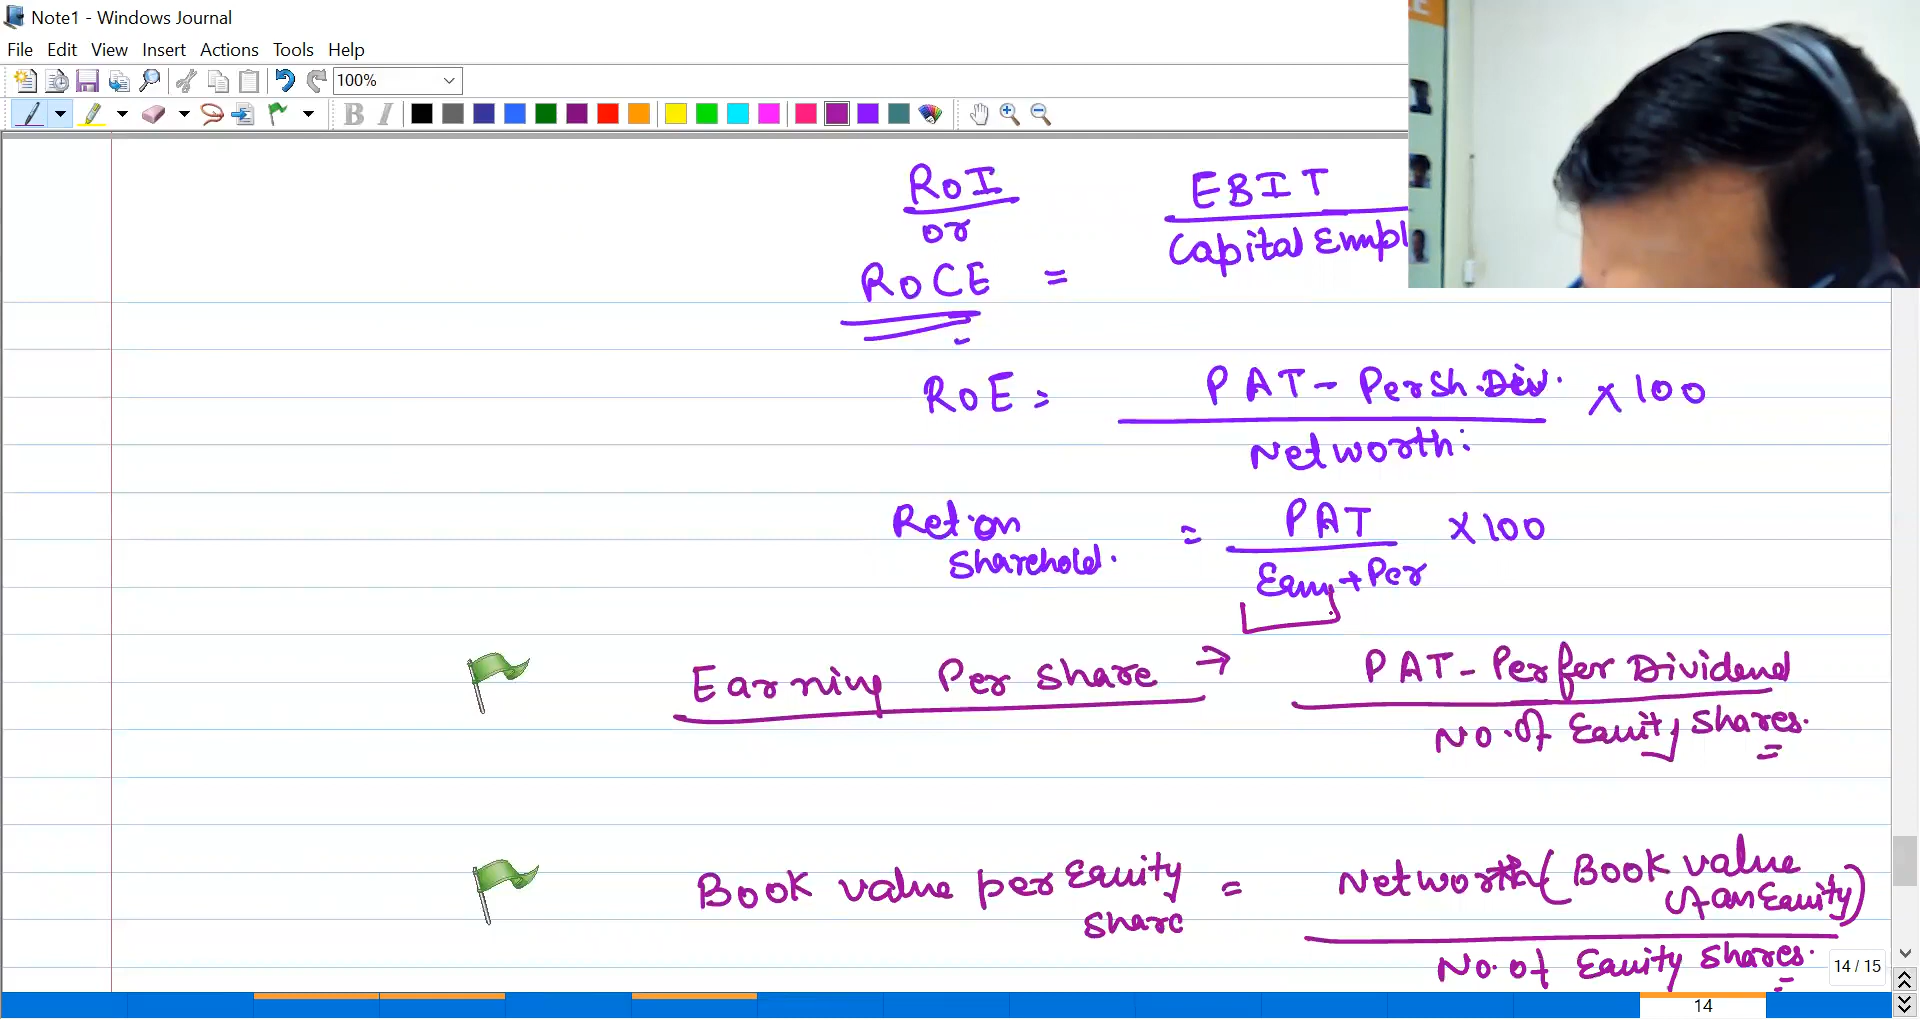 Note1 - Windows Journal
File Edit View Insert Actions Tools Help
100%
B I
RoI
or
RoCE =
EBIT
Capital Empl
RoE = PAT - Per Sh. Div. × 100
Networth:
Ret. on
Sharehold. = PAT × 100
+ Per
Earning Per Share → PAT - Perfer Dividend
No. Of Equity Shares.
Book value per Equity
Share = Networth (Book value
of an Equity)
No. of Equity Shares.
14 / 15
14